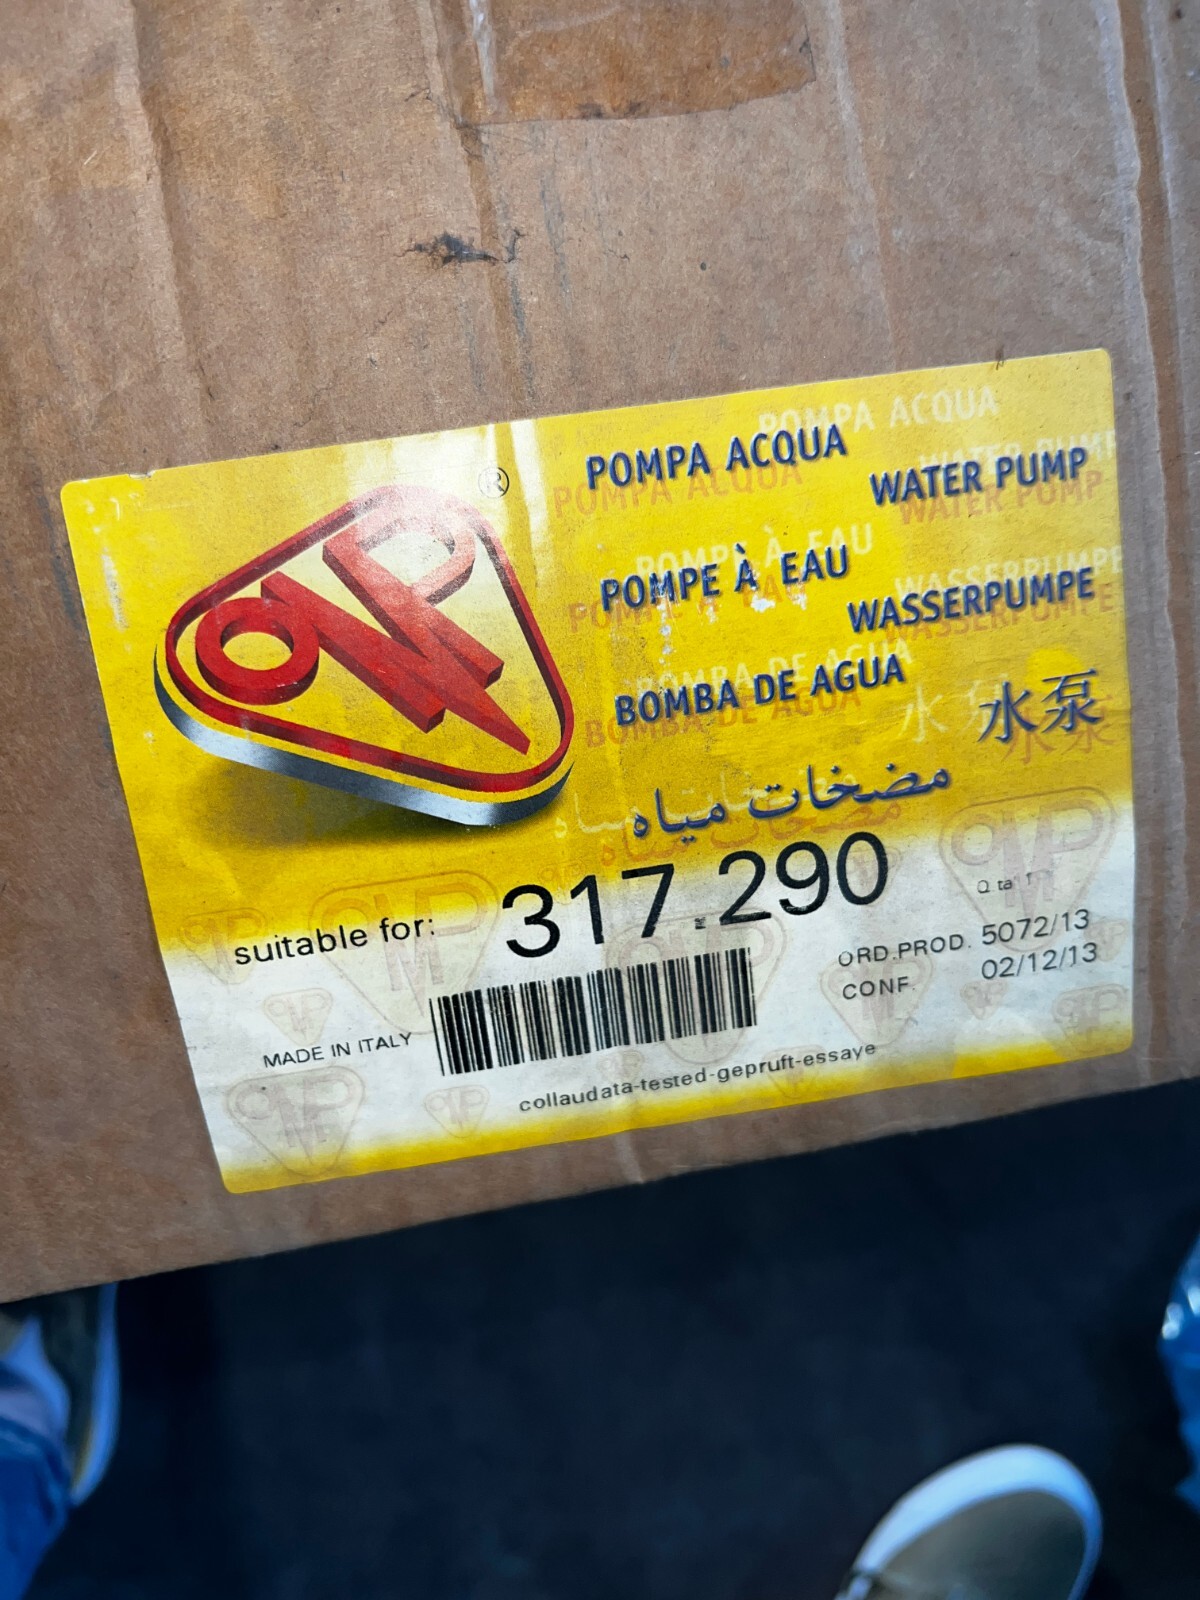 ®
POMPA ACQUA
WATER PUMP
POMPE À EAU
WASSERPUMPE
BOMBA DE AGUA
水泵
مضخات مياه
suitable for: 317.290
Q.ta'
ORD.PROD. 5072/13
CONF. 02/12/13
MADE IN ITALY
collaudata-tested-gepruft-essaye